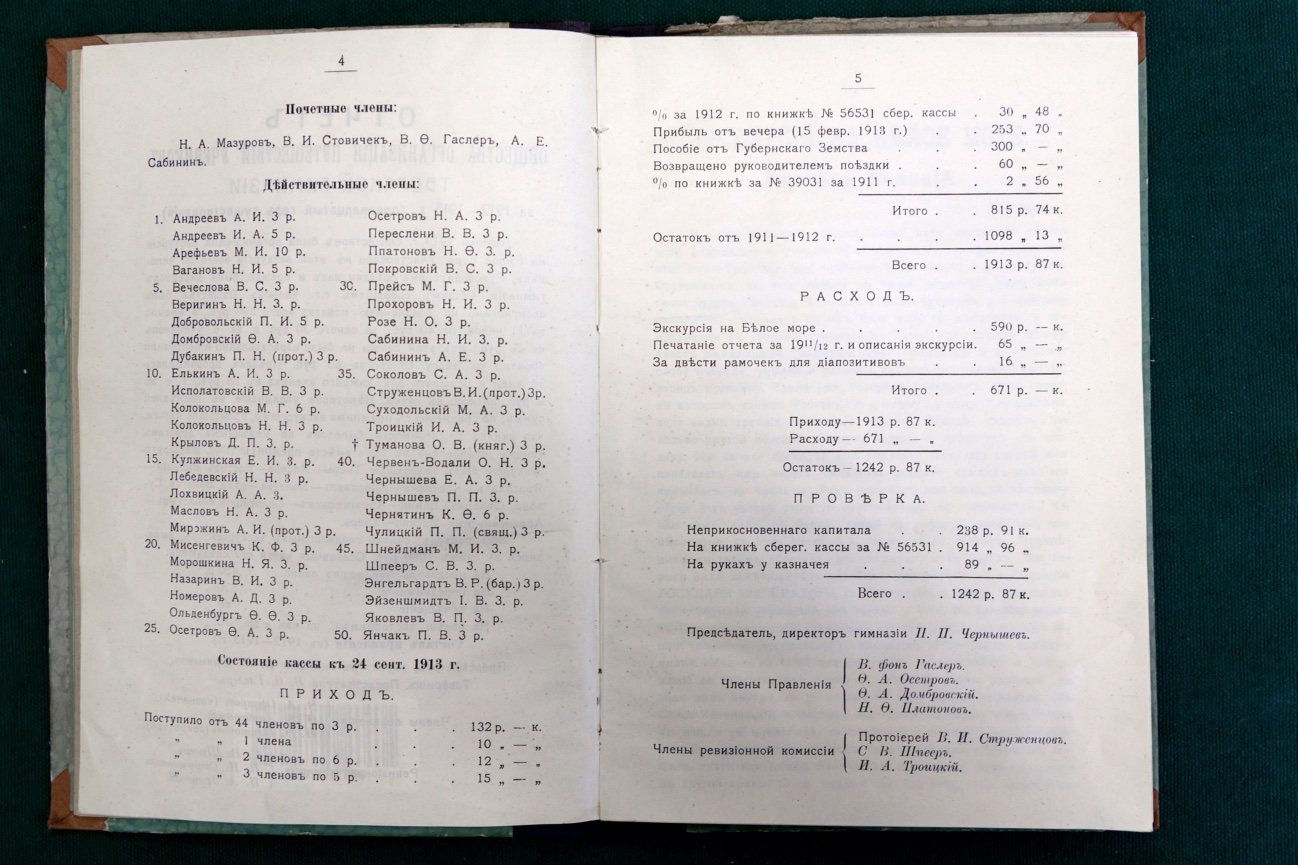 4
Почетные члены:
Н. А. Мазуровъ, В. И. Стовичек, В. Ѳ. Гаслеръ, А. Е.
Сабининъ.
Дѣйствительные члены:
1. Андреевъ А. И. 3 р.
Андреевъ И. А. 5 р.
Арефьевъ М. И. 10 р.
Вагановъ Н. И. 5 р.
5. Вечеслова В. С. 3 р.
Веригинъ Н. Н. 3. р.
Добровольскій П. И. 5 р.
Домбровскій Ѳ. А. 3 р.
Дубакинъ П. Н. (прот.) 3 р.
10. Елькинъ А. И. 3 р.
Исполатовскій В. В. 3 р.
Колокольцова М. Г. 6 р.
Колокольцовъ Н. Н. 3 р.
Крыловъ Д. П. 3. р.
15. Кулжинская Е. И. 3. р.
Лебедевскій Н. Н. 3 р.
Лохвицкій А. А. 3.
Масловъ Н. А. 3 р.
Миржинъ А. И. (прот.) 3 р.
20. Мисенгевичъ К. Ф. 3 р.
Морошкина Н. Я. 3. р.
Назаринъ В. И. 3 р.
Номеровъ А. Д. 3 р.
Ольденбургъ Ѳ. Ѳ. 3 р.
25. Осетровъ Ѳ. А. 3 р.
Осетровъ Н. А. 3 р.
Переслени В. В. 3 р.
Платоновъ Н. Ѳ. 3. р.
Покровскій В. С. 3 р.
30. Прейсъ М. Г. 3 р.
Прохоровъ Н. И. 3 р.
Розе Н. О. 3 р.
Сабинина Н. И. 3. р.
Сабининъ А. Е. 3 р.
35. Соколовъ С. А. 3 р.
Струженцовъ В. И. (прот.) 3р.
Суходольскій М. А. 3 р.
Троицкій И. А. 3 р.
† Туманова О. В. (княг.) 3 р.
40. Червен-Водали О. Н. 3 р.
Чернышева Е. А. 3 р.
Чернышевъ П. П. 3. р.
Чернятинъ К. Ѳ. 6 р.
Чулицкій П. П. (свящ.) 3 р.
45. Шнейдманъ М. И. 3. р.
Шпееръ С. В. 3. р.
Энгельгардтъ В. Р. (бар.) 3 р.
Эйзеншмидтъ І. В. 3. р.
Яковлевъ В. П. 3. р.
50. Янчакъ П. В. 3 р.
Состояніе кассы къ 24 сент. 1913 г.
ПРИХОДЪ.
Поступило отъ 44 членовъ по 3 р. . . . 132 р. — к.
„ „ 1 члена . . . 10 „ — „
„ „ 2 членовъ по 6 р. . . . 12 „ — „
„ „ 3 членовъ по 5 р. . . . 15 „ — „
5
% за 1912 г. по книжкѣ № 56531 сбер. кассы . 30 „ 48 „
Прибыль отъ вечера (15 февр. 1913 г.) . . 253 „ 70 „
Пособіе отъ Губернскаго Земства . . . 300 „ — „
Возвращено руководителемъ поѣздки . . . 60 „ — „
% по книжкѣ за № 39031 за 1911 г. . . 2 „ 56 „
Итого . . 815 р. 74 к.
Остатокъ отъ 1911—1912 г. . . . . 1098 „ 13 „
Всего . . 1913 р. 87 к.
РАСХОДЪ.
Экскурсія на Бѣлое море . . . . . 590 р. — к.
Печатаніе отчета за 1911/12 г. и описанія экскурсіи. 65 „ — „
За двѣсти рамочекъ для діапозитивовъ . . 16 „ — „
Итого . . 671 р. — к.
Приходу—1913 р. 87 к.
Расходу— 671 „ — „
Остатокъ—1242 р. 87 к.
ПРОВѢРКА.
Неприкосновеннаго капитала . . 238 р. 91 к.
На книжкѣ сберег. кассы за № 56531 . 914 „ 96 „
На рукахъ у казначея . . . 89 „ — „
Всего . . 1242 р. 87 к.
Предсѣдатель, директоръ гимназіи П. П. Чернышевъ.
Члены Правленія
В. фонъ Гаслеръ.
Ѳ. А. Осетровъ.
Ѳ. А. Домбровскій.
Н. Ѳ. Платоновъ.
Члены ревизіонной комиссіи
Протоіерей В. И. Струженцовъ.
С В. Шпееръ.
И. А. Троицкій.